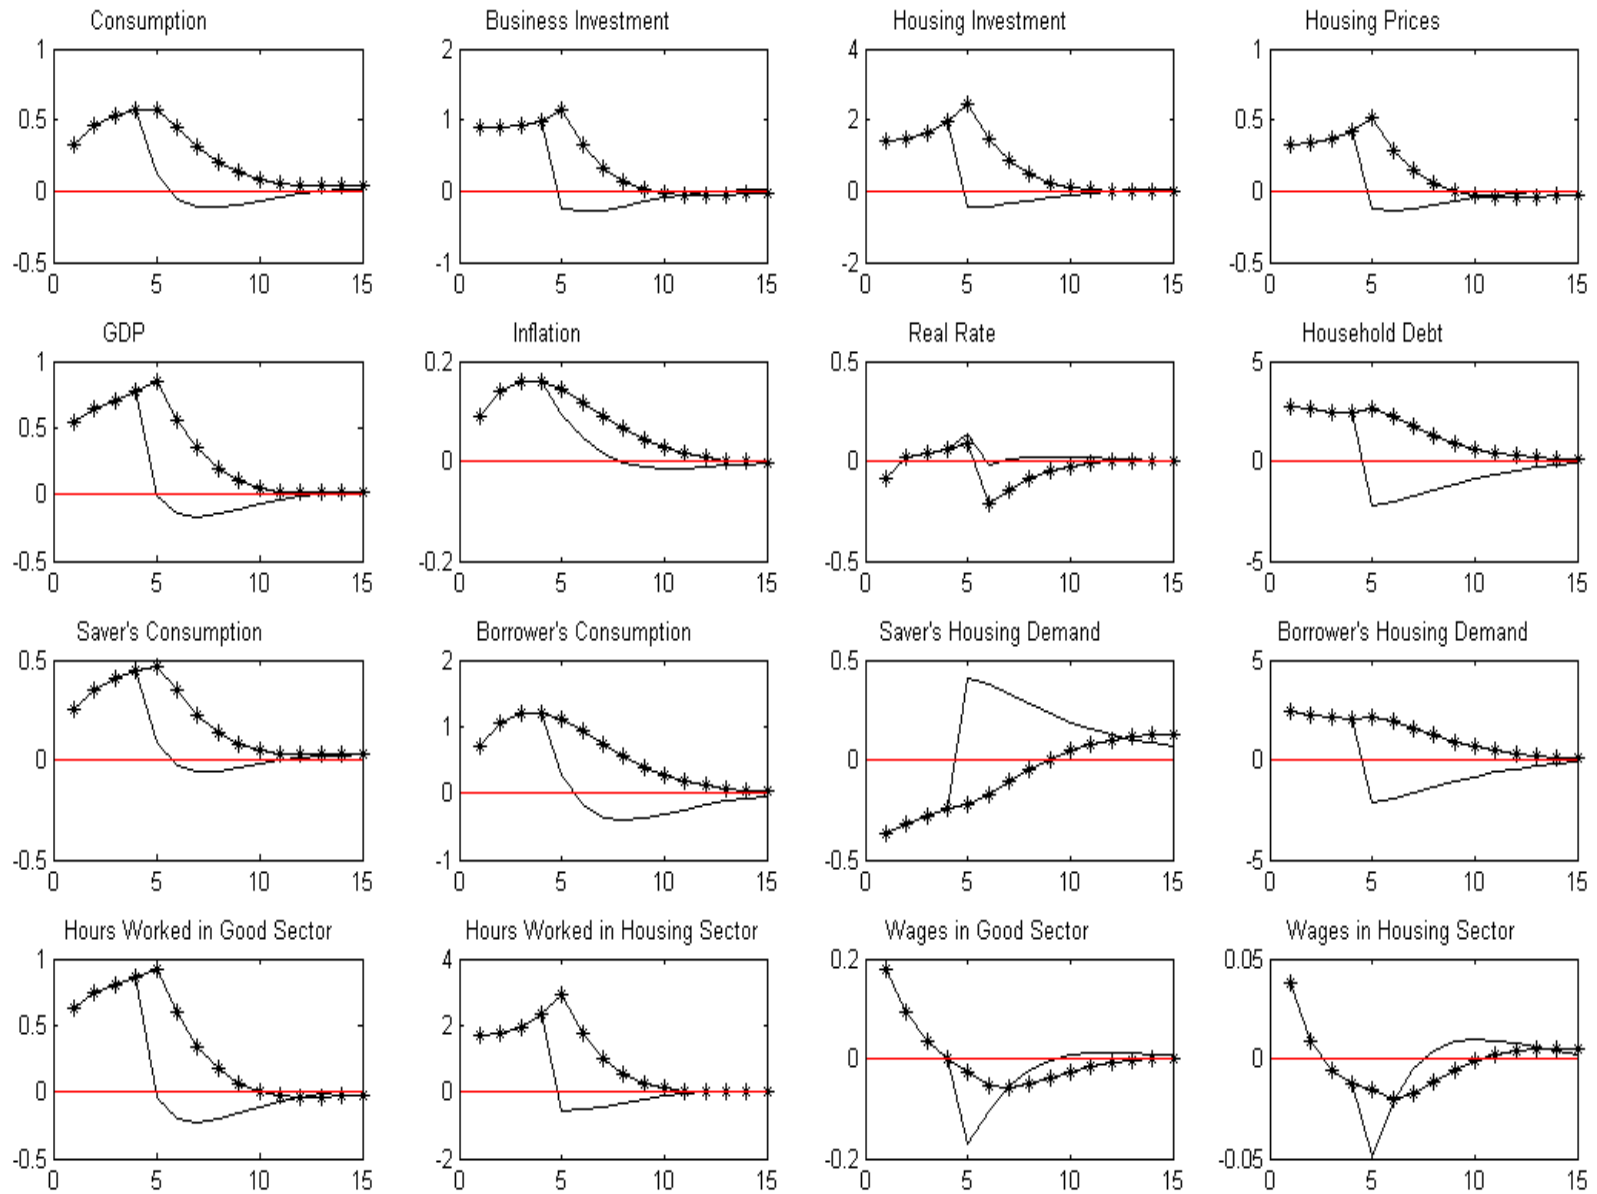 Consumption Business Investment Housing Investment Housing Prices
1 2 4 1
0.5 1 2 0.5
0 0 0 0
-0.5 -1 -2 -0.5
0 5 10 15 0 5 10 15 0 5 10 15 0 5 10 15
GDP Inflation Real Rate Household Debt
1 0.2 0.5 5
0.5
0 0 0 0
-0.5 -0.2 -0.5 -5
0 5 10 15 0 5 10 15 0 5 10 15 0 5 10 15
Saver's Consumption Borrower's Consumption Saver's Housing Demand Borrower's Housing Demand
0.5 2 0.5 5
1
0 0 0 0
-0.5 -1 -0.5 -5
0 5 10 15 0 5 10 15 0 5 10 15 0 5 10 15
Hours Worked in Good Sector Hours Worked in Housing Sector Wages in Good Sector Wages in Housing Sector
1 4 0.2 0.05
0.5 2
0 0 0 0
-0.5 -2 -0.2 -0.05
0 5 10 15 0 5 10 15 0 5 10 15 0 5 10 15